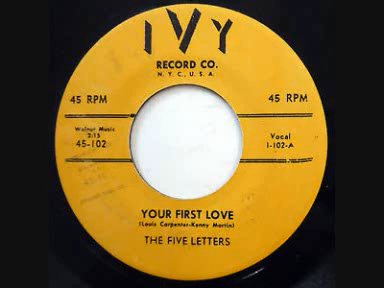 IVY
RECORD CO.
N. Y. C., U. S. A.
45 RPM
45 RPM
Walnut Music
2:15
45-102
Vocal
1-102-A
YOUR FIRST LOVE
(Louis Carpenter-Kenny Martin)
THE FIVE LETTERS